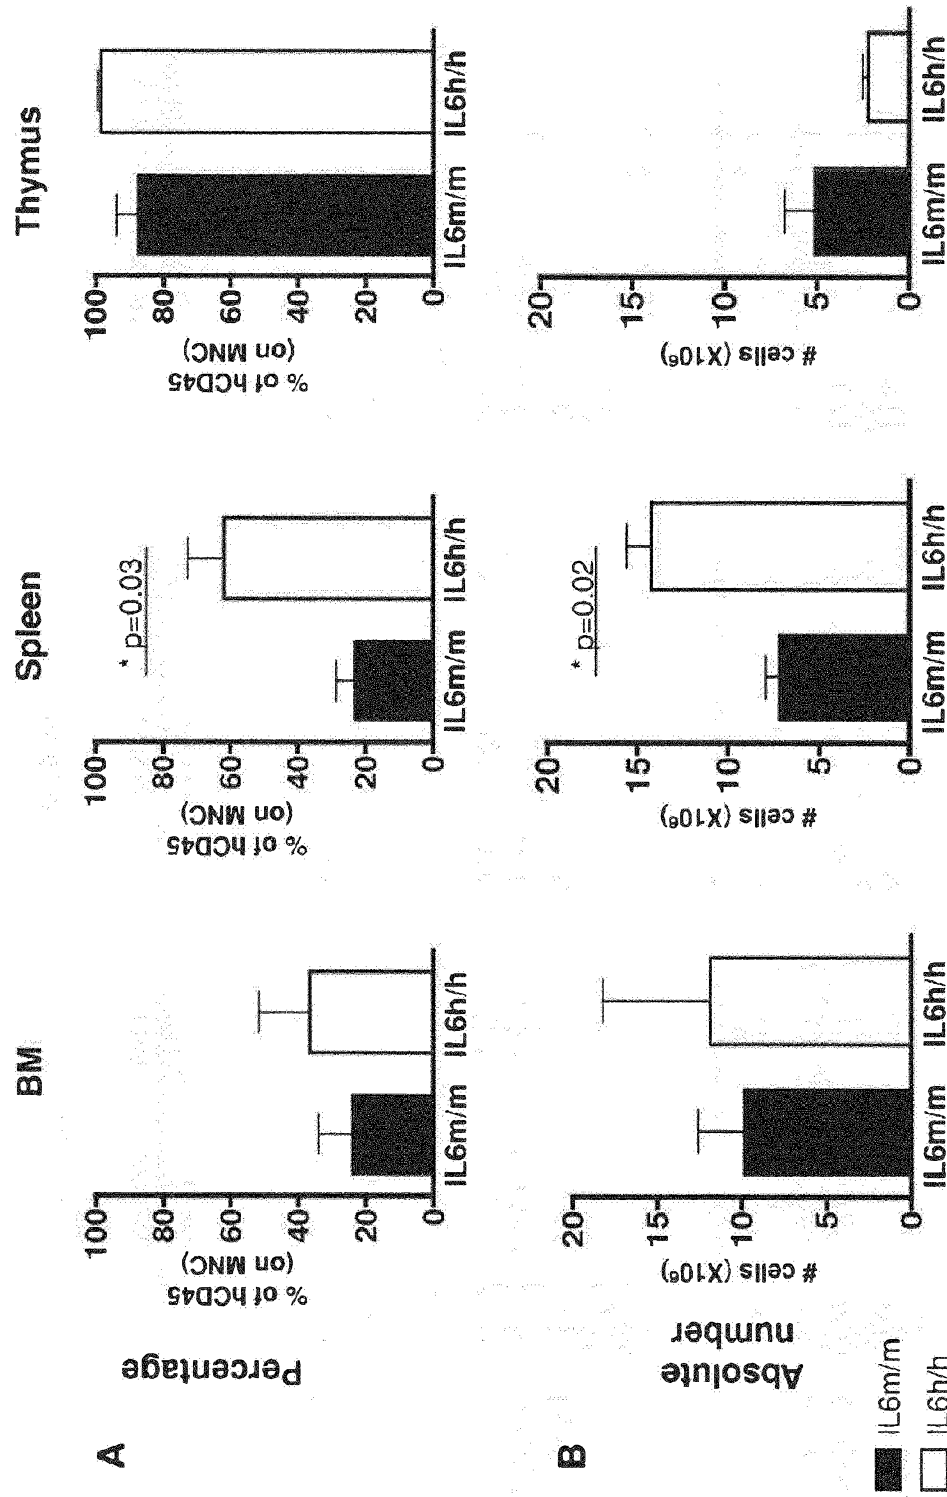 BM
Spleen
Thymus
A
Percentage
% of hCD45
(on MNC)
100
80
60
40
20
0
IL6m/m
IL6h/h
% of hCD45
(on MNC)
100
80
60
40
20
0
* p=0.03
IL6m/m
IL6h/h
% of hCD45
(on MNC)
100
80
60
40
20
0
IL6m/m
IL6h/h
B
Absolute
number
# cells (X10⁶)
20
15
10
5
0
IL6m/m
IL6h/h
# cells (X10⁶)
20
15
10
5
0
* p=0.02
IL6m/m
IL6h/h
# cells (X10⁶)
20
15
10
5
0
IL6m/m
IL6h/h
IL6m/m
IL6h/h